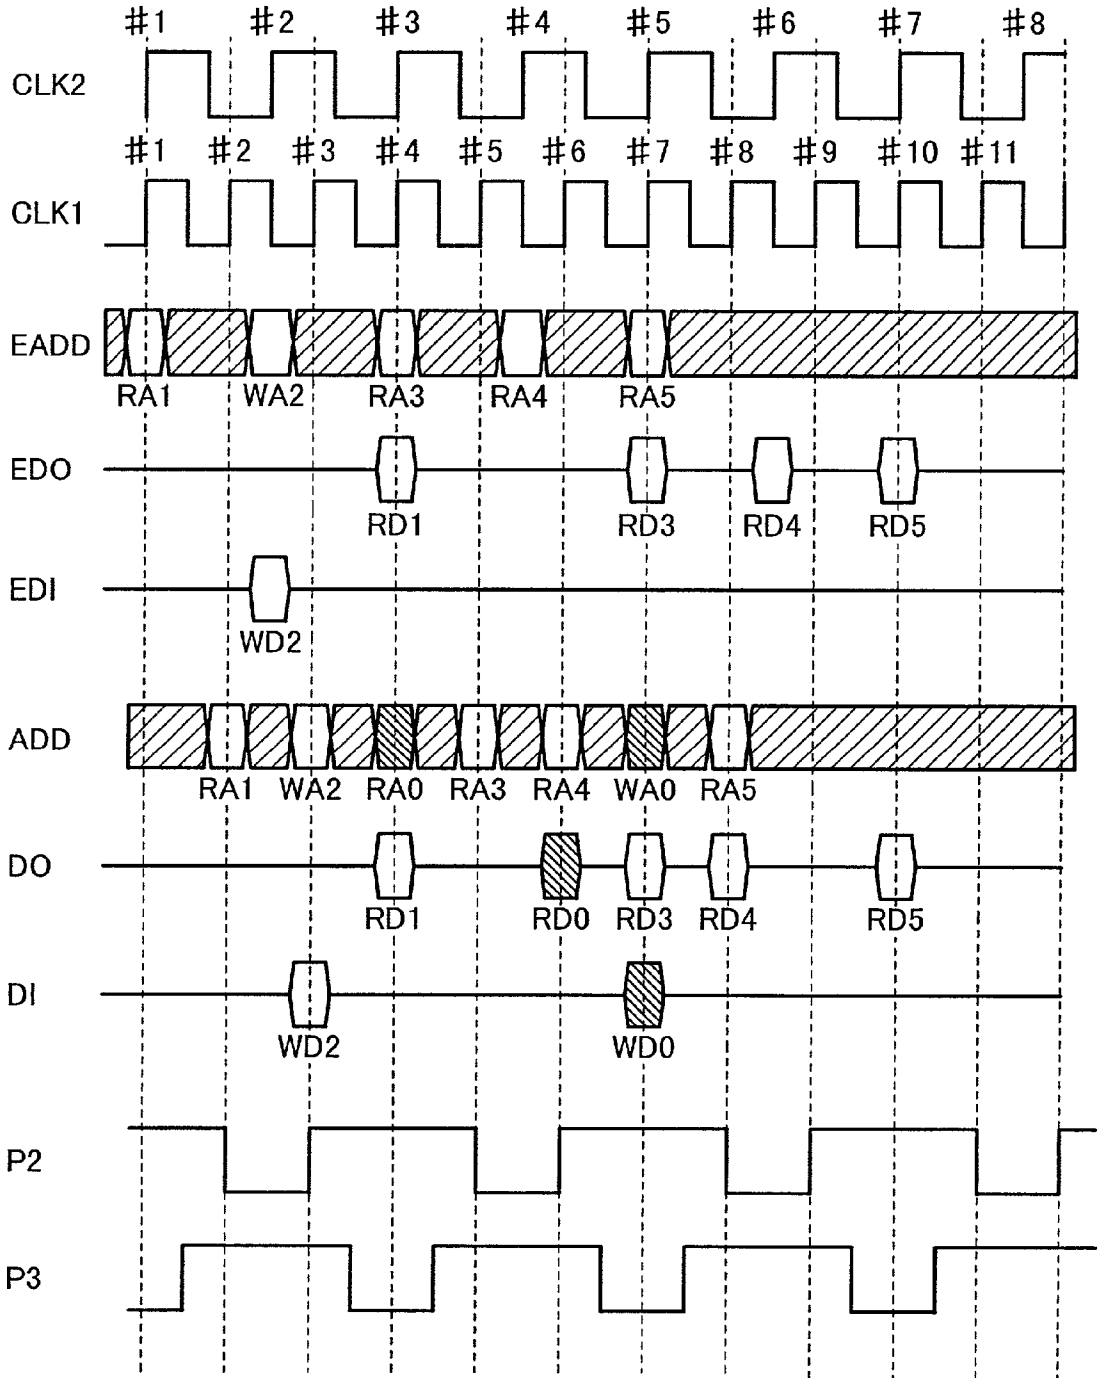 #1 #2 #3 #4 #5 #6 #7 #8
CLK2
#1 #2 #3 #4 #5 #6 #7 #8 #9 #10 #11
CLK1
EADD
RA1 WA2 RA3 RA4 RA5
EDO
RD1 RD3 RD4 RD5
EDI
WD2
ADD
RA1 WA2 RA0 RA3 RA4 WA0 RA5
DO
RD1 RD0 RD3 RD4 RD5
DI
WD2 WD0
P2
P3